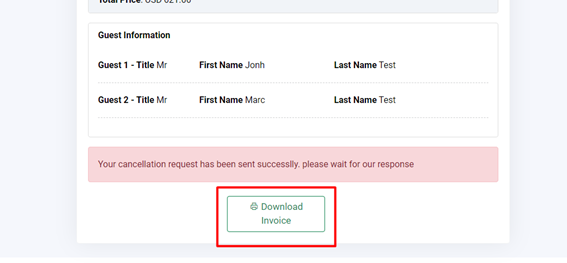 Total Price: USD 621.00
Guest Information
Guest 1 - Title Mr First Name Jonh Last Name Test
Guest 2 - Title Mr First Name Marc Last Name Test
Your cancellation request has been sent successlly. please wait for our response
Download
Invoice